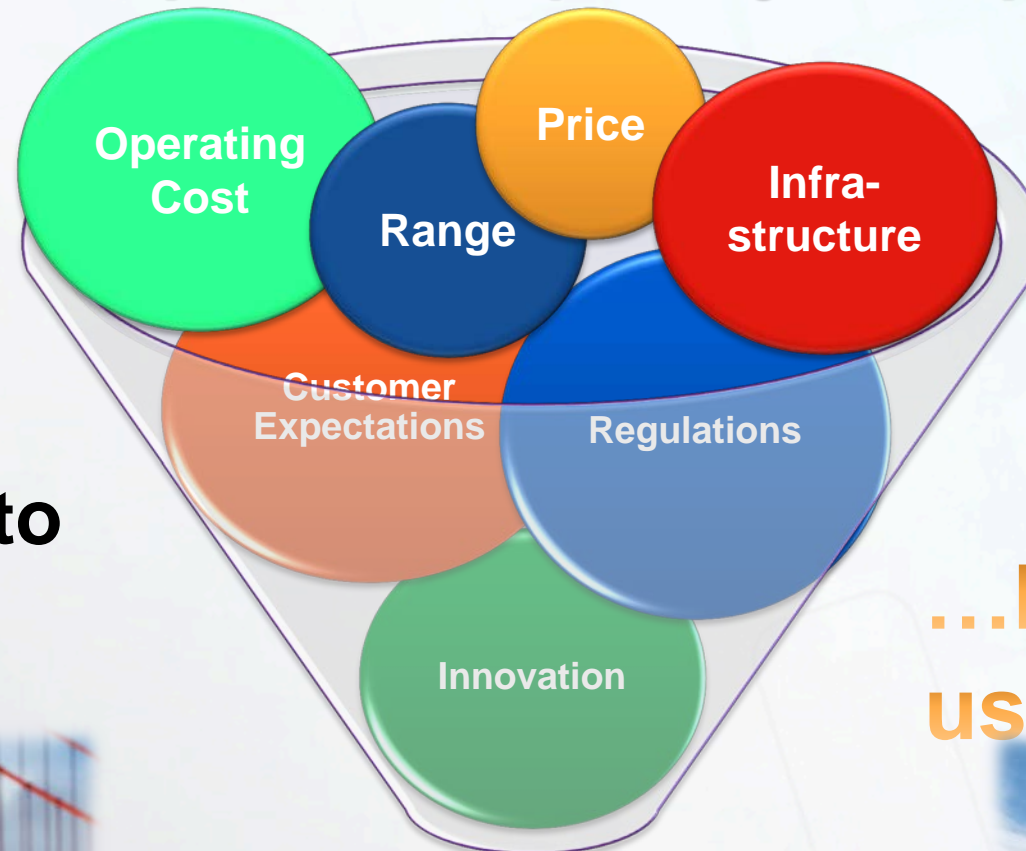 Operating
Cost
Price
Range
Infra-
structure
Customer
Expectations
Regulations
Innovation
to
us